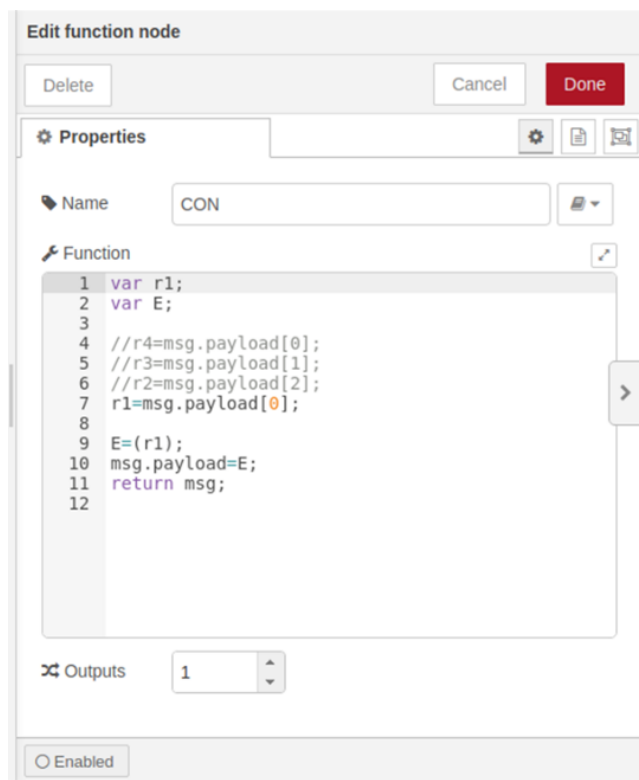 Edit function node
Delete
Cancel
Done
Properties
Name
CON
Function
1 var r1;
2 var E;
3
4 //r4=msg.payload[0];
5 //r3=msg.payload[1];
6 //r2=msg.payload[2];
7 r1=msg.payload[0];
8
9 E=(r1);
10 msg.payload=E;
11 return msg;
12
Outputs
1
Enabled